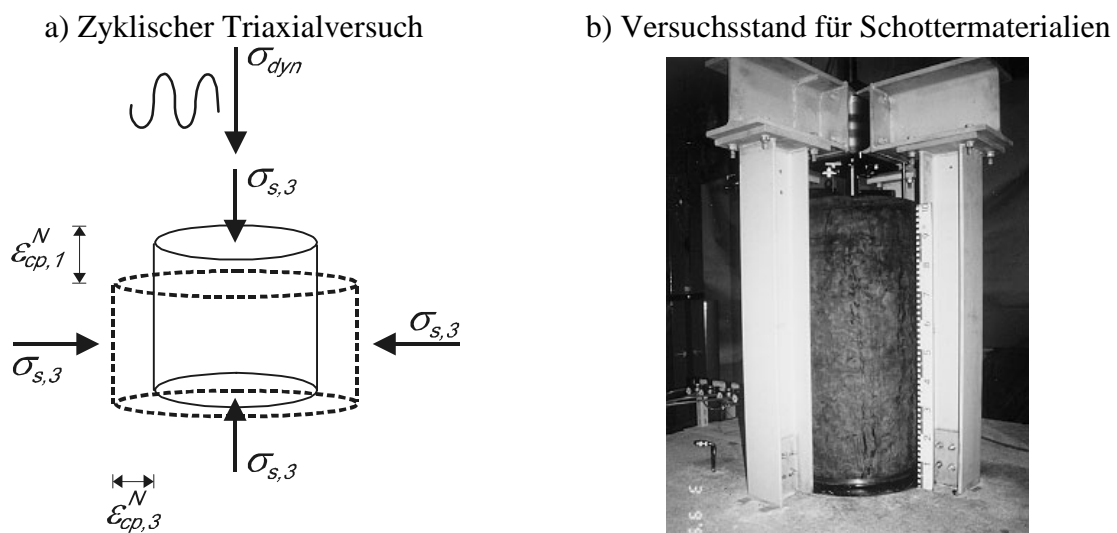 a) Zyklischer Triaxialversuch
b) Versuchsstand für Schottermaterialien
σdyn
σs,3
εᴺcp,1
σs,3
σs,3
σs,3
εᴺcp,3